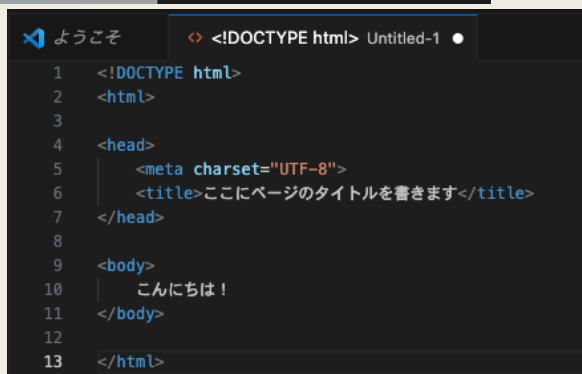 ようこそ
<!DOCTYPE html> Untitled-1
1 <!DOCTYPE html>
2 <html>
3
4 <head>
5 <meta charset="UTF-8">
6 <title>ここにページのタイトルを書きます</title>
7 </head>
8
9 <body>
10 こんにちは！
11 </body>
12
13 </html>